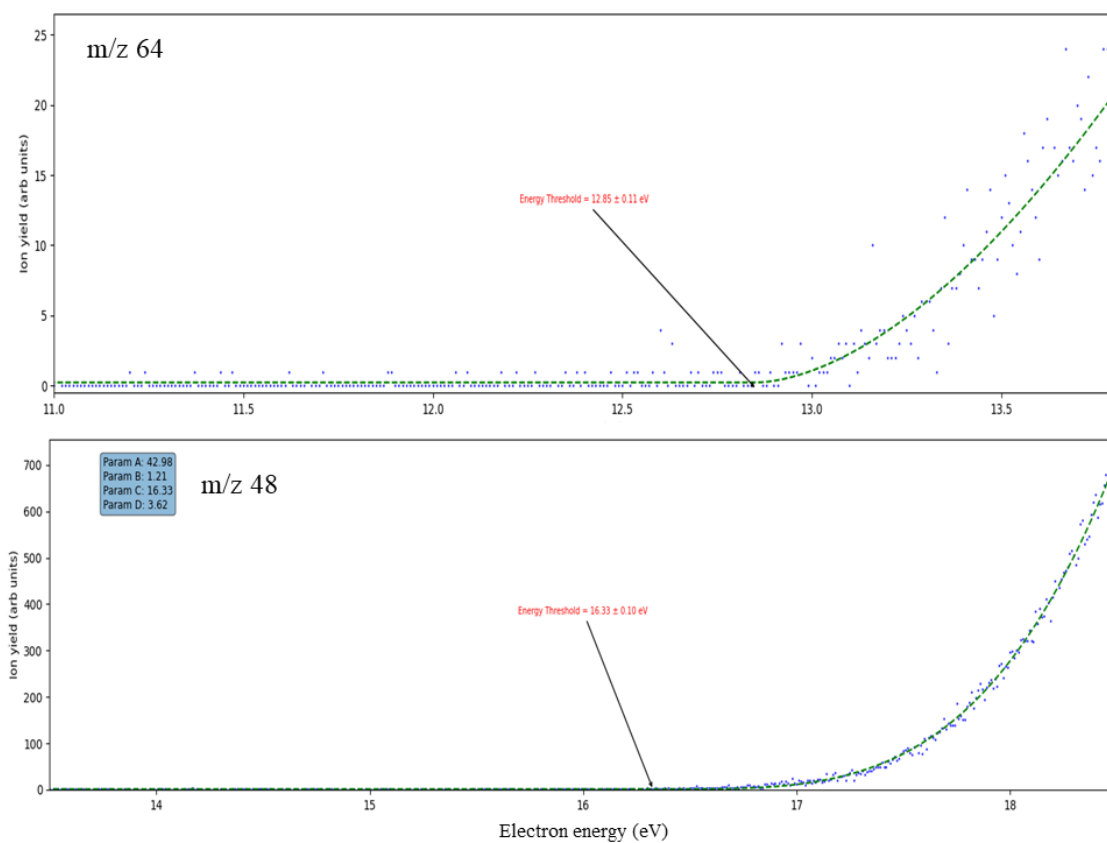 m/z 64
25
20
15
10
5
0
Ion yield (arb units)
Energy Threshold = 12.85 ± 0.11 eV
11.0 11.5 12.0 12.5 13.0 13.5
Param A: 42.98
Param B: 1.21
Param C: 16.33
Param D: 3.62
m/z 48
700
600
500
400
300
200
100
0
Ion yield (arb units)
Energy Threshold = 16.33 ± 0.10 eV
14 15 16 17 18
Electron energy (eV)